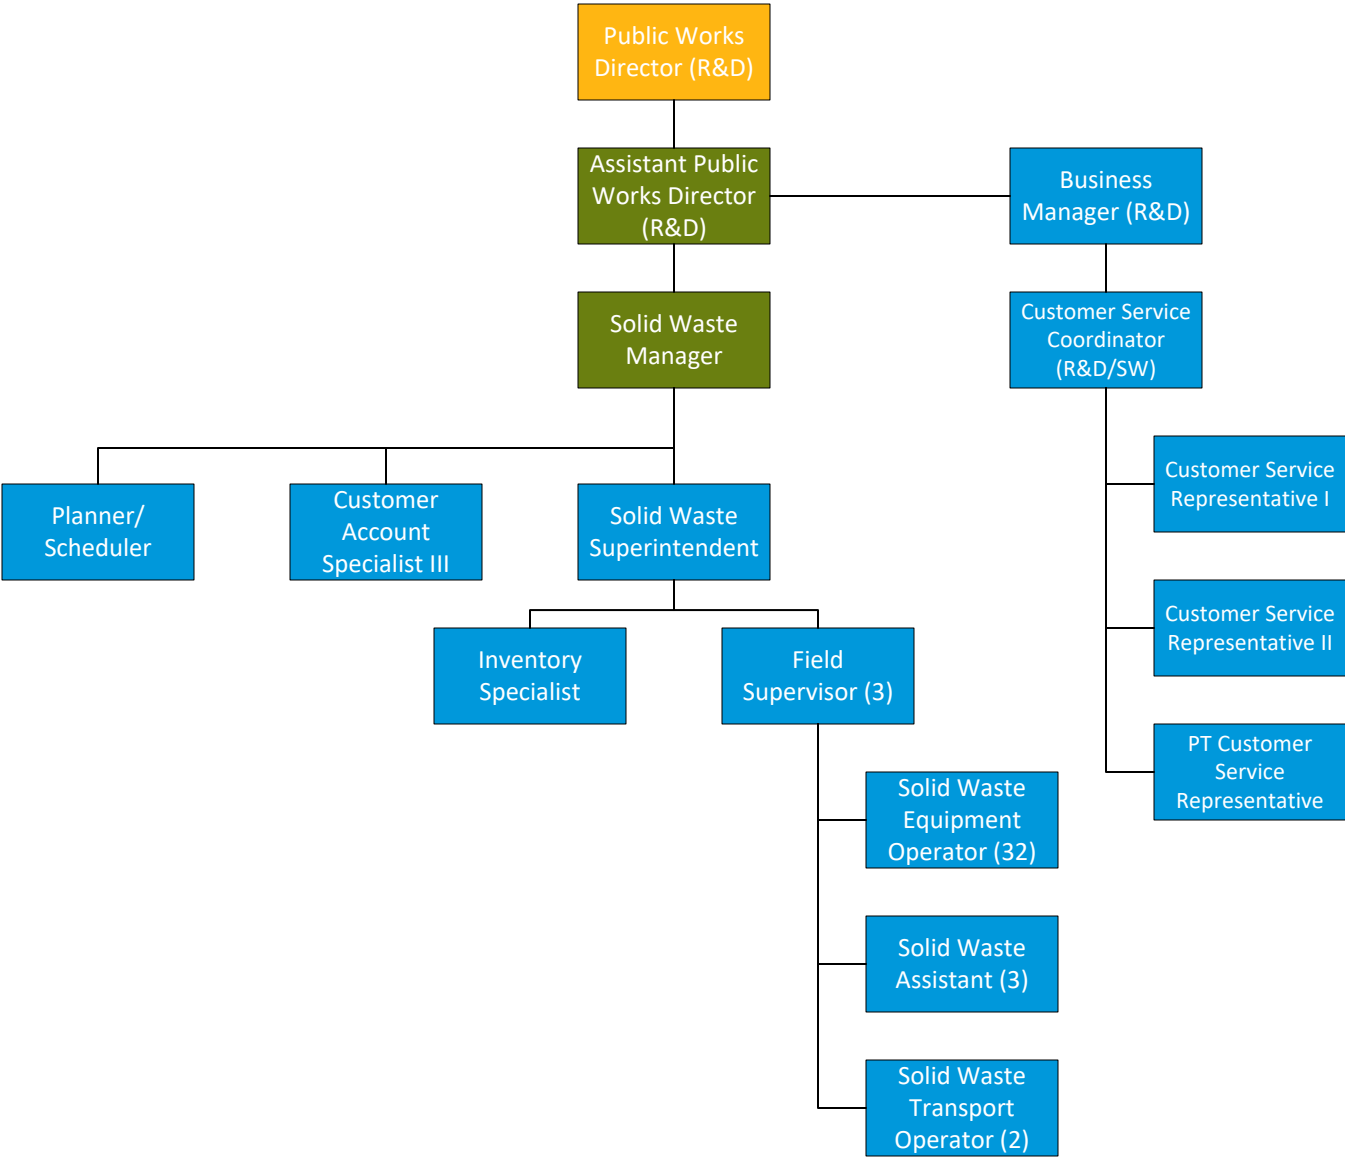 Public Works
Director (R&D)
Assistant Public
Works Director
(R&D)
Business
Manager (R&D)
Solid Waste
Manager
Customer Service
Coordinator
(R&D/SW)
Planner/
Scheduler
Customer
Account
Specialist III
Solid Waste
Superintendent
Customer Service
Representative I
Inventory
Specialist
Field
Supervisor (3)
Customer Service
Representative II
PT Customer
Service
Representative
Solid Waste
Equipment
Operator (32)
Solid Waste
Assistant (3)
Solid Waste
Transport
Operator (2)